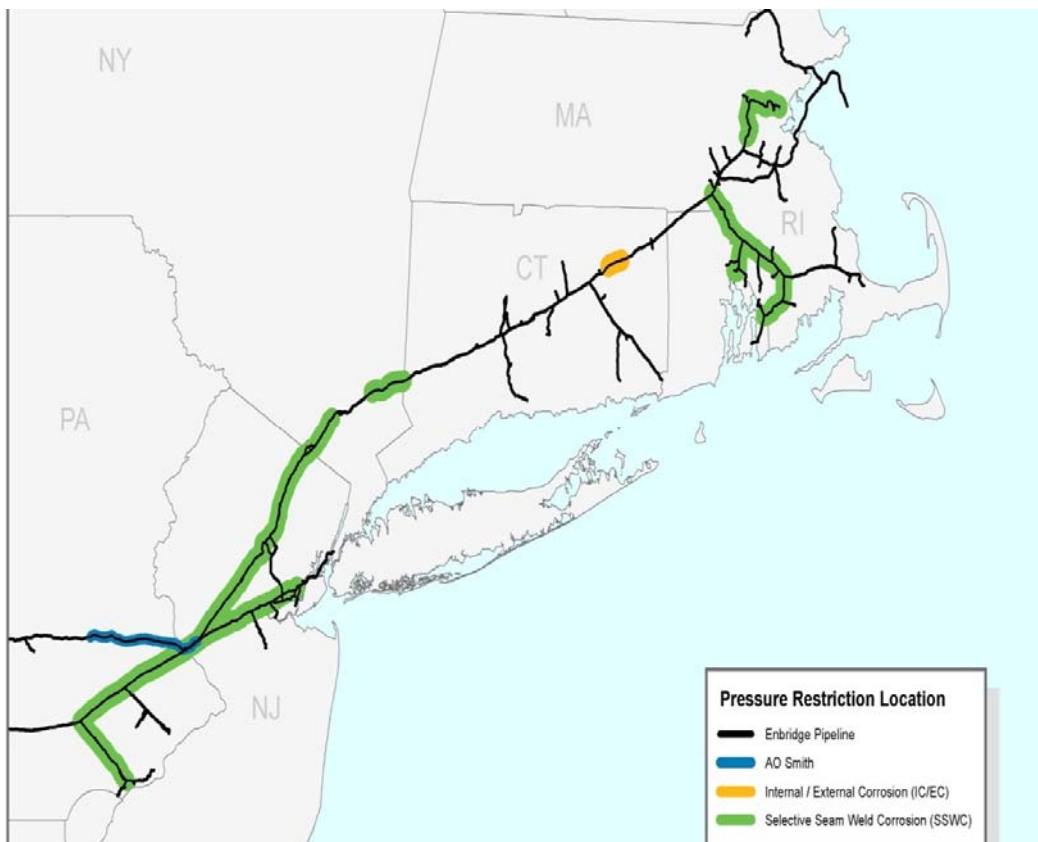 NY
MA
RI
CT
PA
NJ
Pressure Restriction Location
Enbridge Pipeline
AO Smith
Internal / External Corrosion (IC/EC)
Selective Seam Weld Corrosion (SSWC)